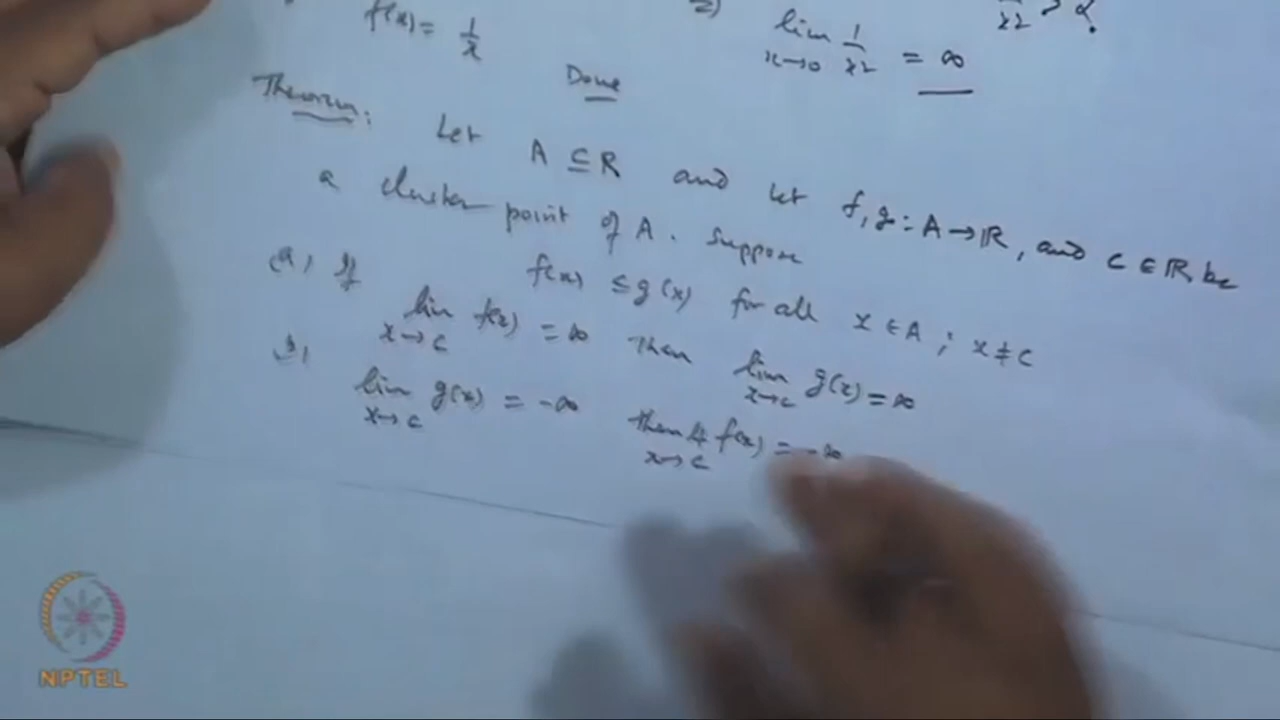 f(x) = 1/x
lim x→0 1/x2 = ∞
Done
Theorem: Let A ⊆ R and let f, g : A → R, and c ∈ R be
a cluster point of A. Suppose
f(x) ≤ g(x) for all x ∈ A ; x ≠ c
(a) If lim x→c f(x) = ∞ then lim x→c g(x) = ∞
lim x→c g(x) = -∞ then lt x→c f(x) = -∞
NPTEL